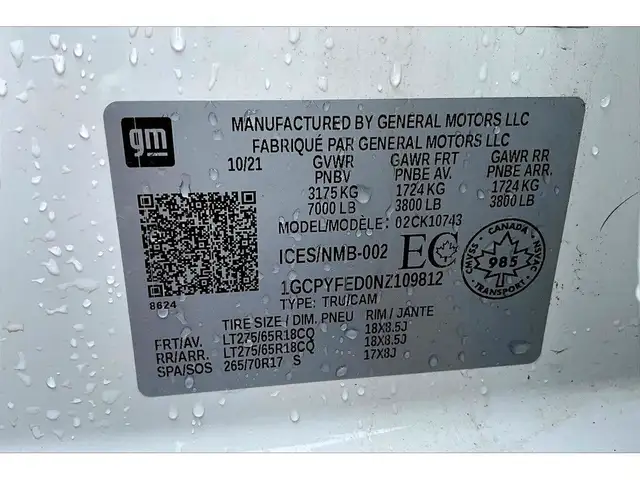 gm
MANUFACTURED BY GENERAL MOTORS LLC
FABRIQUÉ PAR GENERAL MOTORS LLC
10/21 GVWR GAWR FRT GAWR RR
PNBV PNBE AV. PNBE ARR.
3175 KG 1724 KG 1724 KG
7000 LB 3800 LB 3800 LB
MODEL/MODÈLE: 02CK10743
ICES/NMB-002 EC
CANADA
CMVSS 985 NSVAC
TRANSPORT
1GCPYFED0NZ109812
8624
TYPE: TRU/CAM
TIRE SIZE / DIM. PNEU RIM / JANTE
FRT/AV. LT275/65R18CQ 18X8.5J
RR/ARR. LT275/65R18CQ 18X8.5J
SPA/SOS 265/70R17 S 17X8J